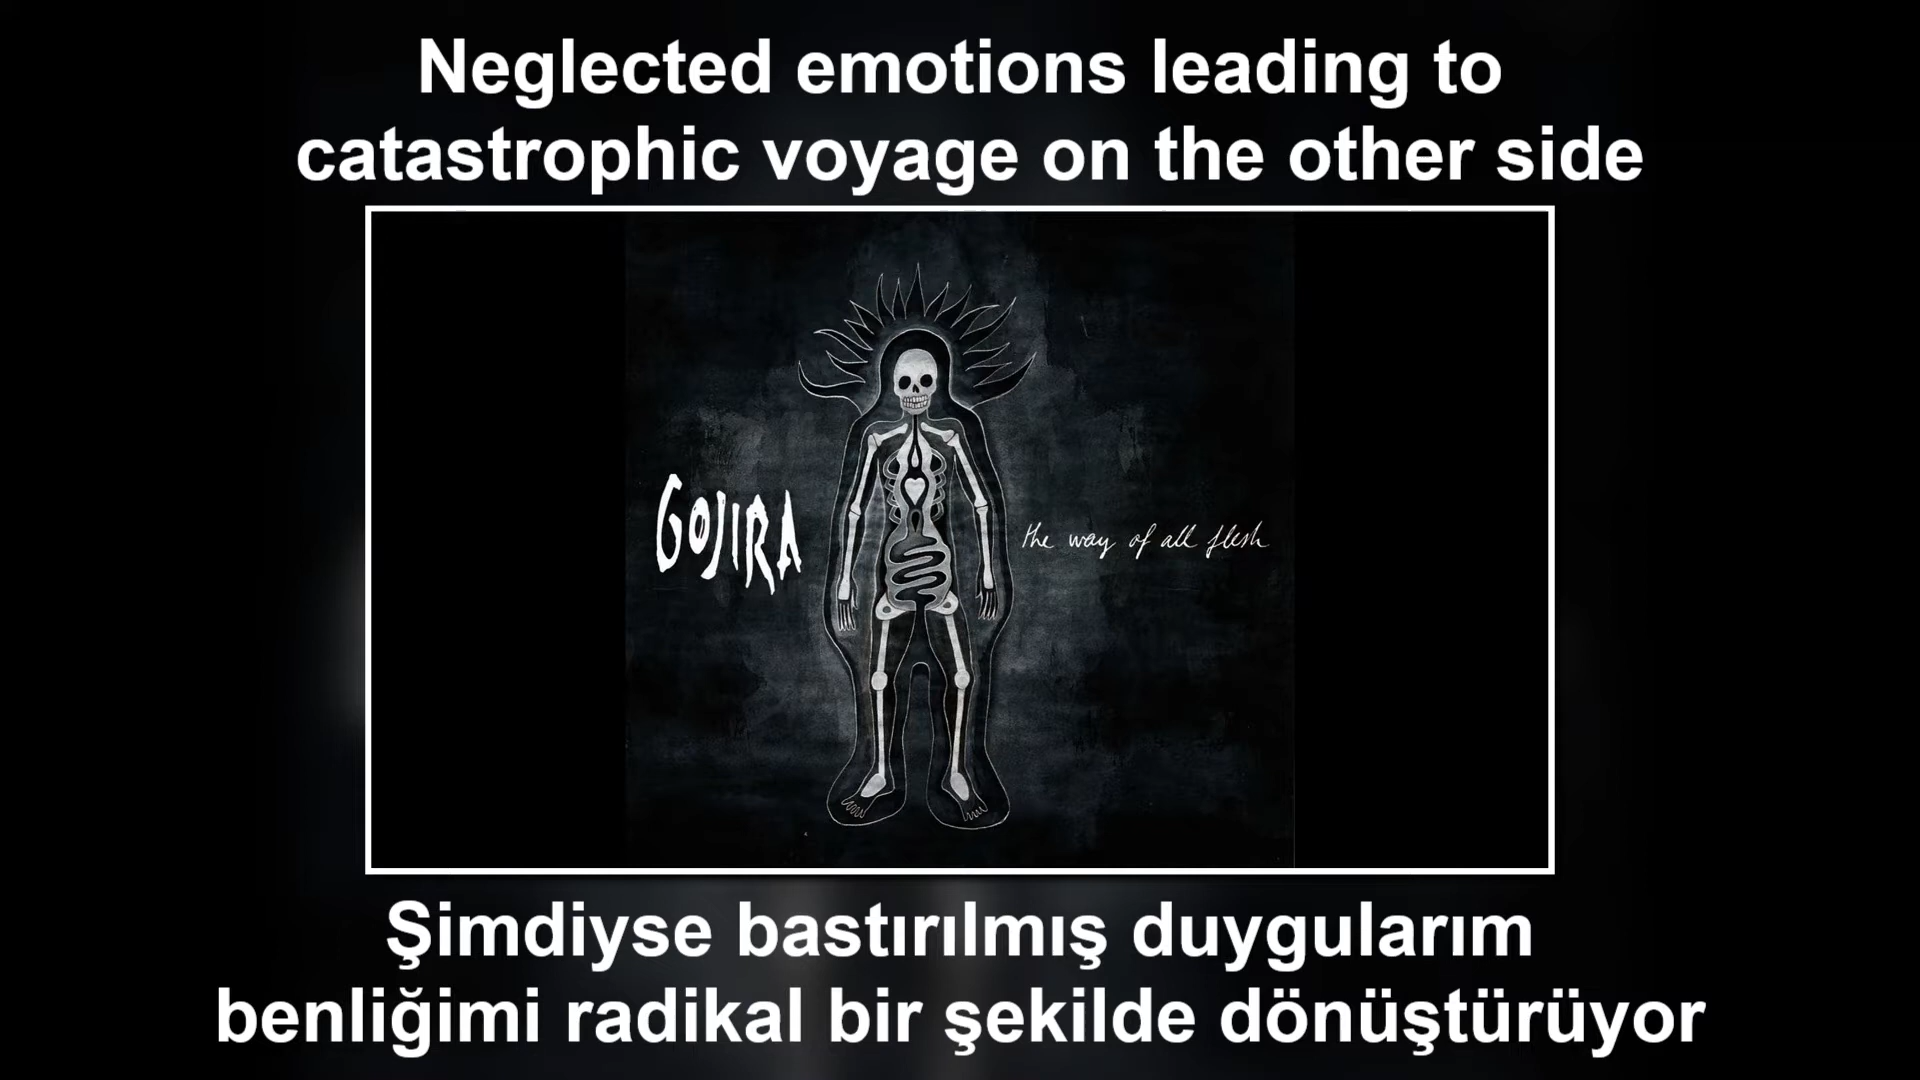 Neglected emotions leading to
catastrophic voyage on the other side
GOJIRA
the way of all flesh
Şimdiyse bastırılmış duygularım
benliğimi radikal bir şekilde dönüştürüyor